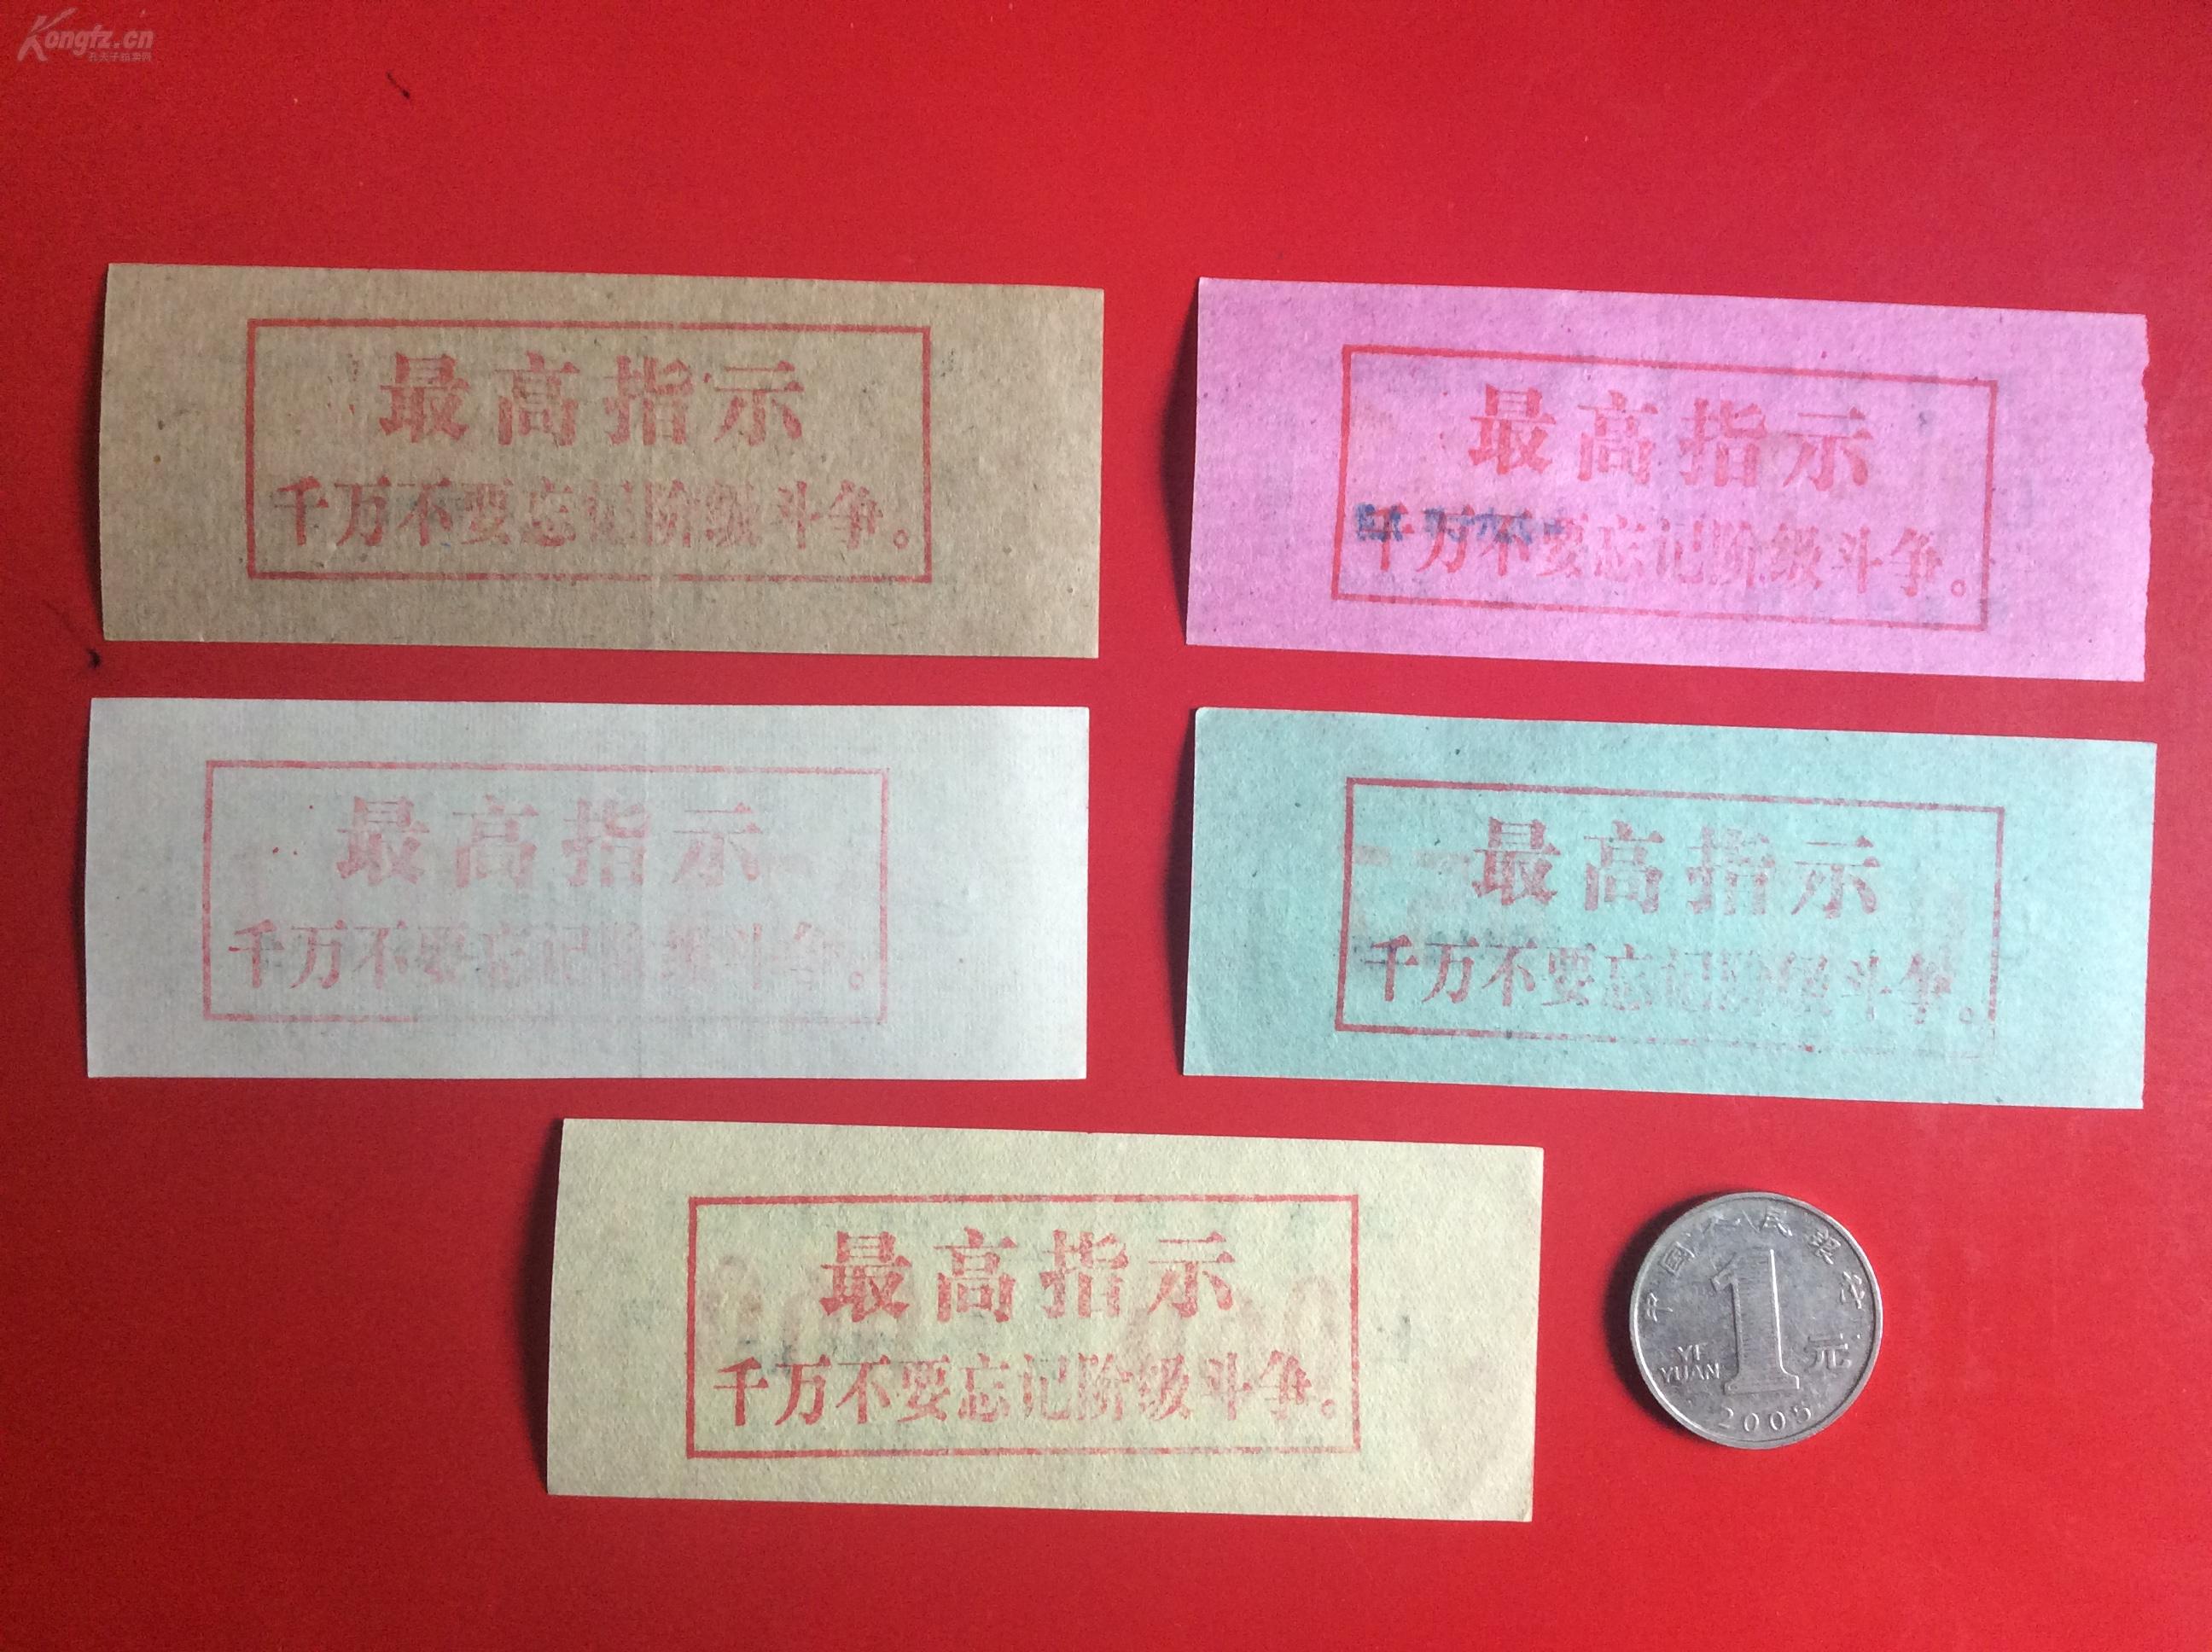 Kongfz.cn
最高指示
千万不要忘记阶级斗争。
最高指示
千万不要忘记阶级斗争。
最高指示
千万不要忘记阶级斗争。
最高指示
千万不要忘记阶级斗争。
最高指示
千万不要忘记阶级斗争。
中国人民银行
1元
YI
YUAN
2005